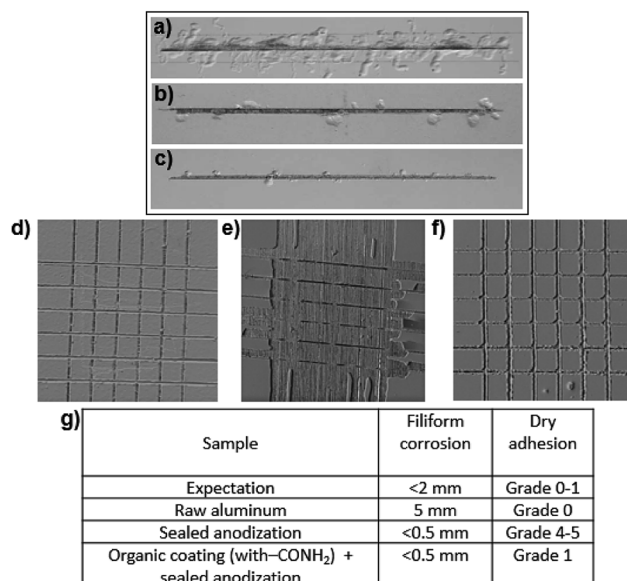 a)
b)
c)
d)
e)
f)
g)
Sample
Filiform
corrosion
Dry
adhesion
Expectation
<2 mm
Grade 0-1
Raw aluminum
5 mm
Grade 0
Sealed anodization
<0.5 mm
Grade 4-5
Organic coating (with–CONH₂) +
sealed anodization
<0.5 mm
Grade 1